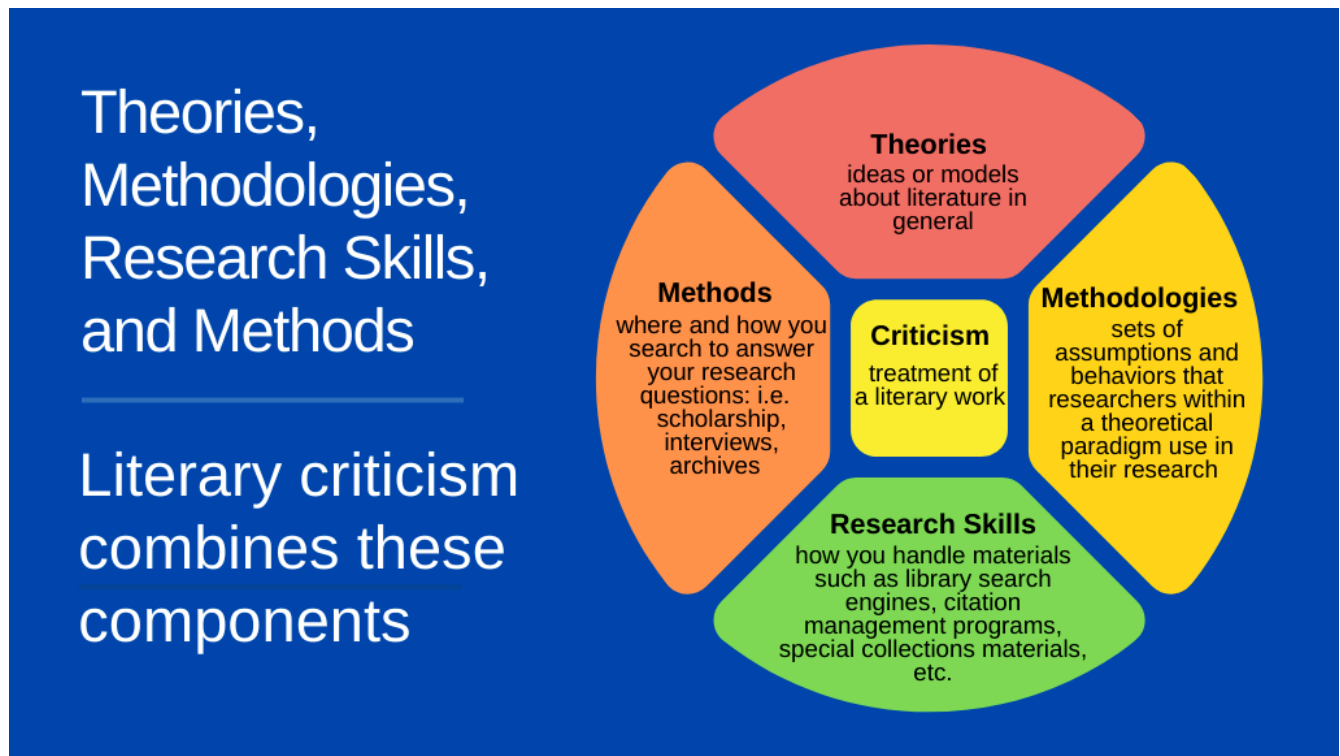 Theories,
Methodologies,
Research Skills,
and Methods
Literary criticism
combines these
components
Theories
ideas or models
about literature in
general
Methods
where and how you
search to answer
your research
questions: i.e.
scholarship,
interviews,
archives
Criticism
treatment of
a literary work
Methodologies
sets of
assumptions and
behaviors that
researchers within
a theoretical
paradigm use in
their research
Research Skills
how you handle materials
such as library search
engines, citation
management programs,
special collections materials,
etc.